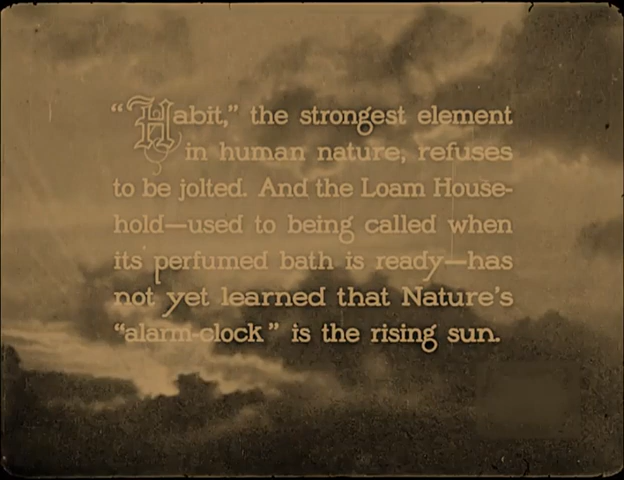 "Habit," the strongest element
in human nature, refuses
to be jolted. And the Loam House-
hold—used to being called when
its perfumed bath is ready—has
not yet learned that Nature's
"alarm-clock" is the rising sun.